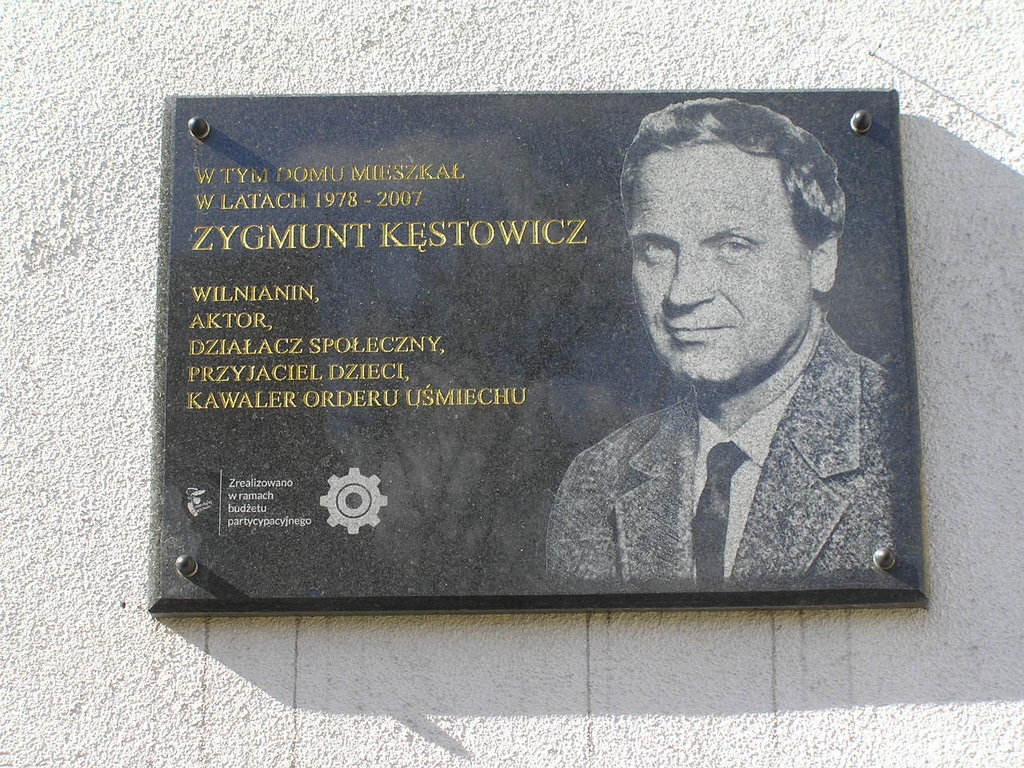 W TYM DOMU MIESZKAŁ
W LATACH 1978 - 2007
ZYGMUNT KĘSTOWICZ
WILNIANIN,
AKTOR,
DZIAŁACZ SPOŁECZNY,
PRZYJACIEL DZIECI,
KAWALER ORDERU UŚMIECHU
Zrealizowano
w ramach
budżetu
partycypacyjnego